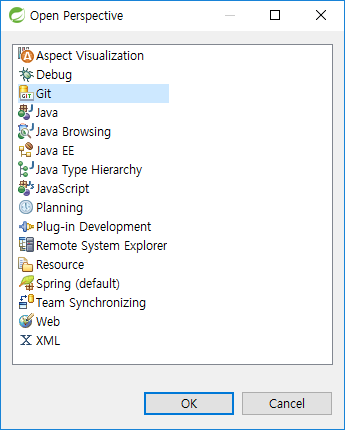 Open Perspective
Aspect Visualization
Debug
Git
Java
Java Browsing
Java EE
Java Type Hierarchy
JavaScript
Planning
Plug-in Development
Remote System Explorer
Resource
Spring (default)
Team Synchronizing
Web
XML
OK
Cancel